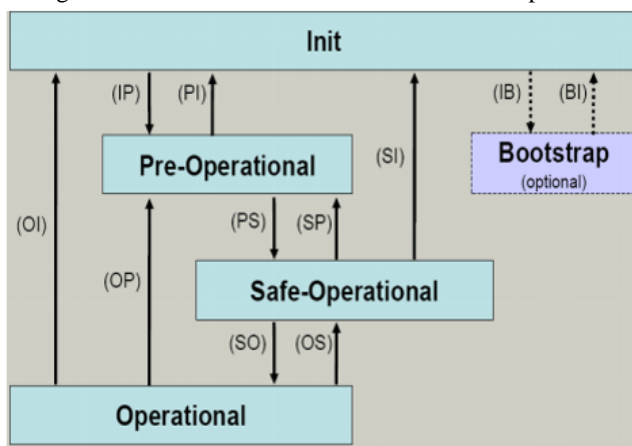 Init
(IP)
(PI)
(IB)
(BI)
(SI)
Pre-Operational
Bootstrap
(optional)
(OI)
(PS)
(SP)
(OP)
Safe-Operational
(SO)
(OS)
Operational